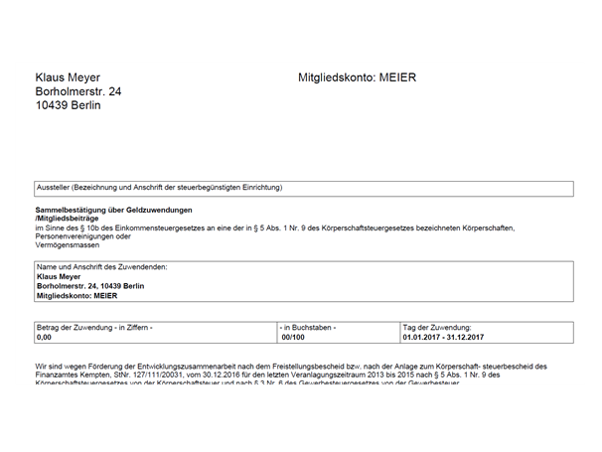 Klaus Meyer
Mitgliedskonto: MEIER
Borholmerstr. 24
10439 Berlin
Aussteller (Bezeichnung und Anschrift der steuerbegünstigten Einrichtung)
Sammelbestätigung über Geldzuwendungen
/Mitgliedsbeiträge
im Sinne des § 10b des Einkommensteuergesetzes an eine der in § 5 Abs. 1 Nr. 9 des Körperschaftsteuergesetzes bezeichneten Körperschaften,
Personenvereinigungen oder
Vermögensmassen
Name und Anschrift des Zuwendenden:
Klaus Meyer
Borholmerstr. 24, 10439 Berlin
Mitgliedskonto: MEIER
Betrag der Zuwendung - in Ziffern -
0,00
- in Buchstaben -
00/100
Tag der Zuwendung:
01.01.2017 - 31.12.2017
Wir sind wegen Förderung der Entwicklungszusammenarbeit nach dem Freistellungsbescheid bzw. nach der Anlage zum Körperschaft- steuerbescheid des
Finanzamtes Kempten, StNr. 127/111/20031, vom 30.12.2016 für den letzten Veranlagungszeitraum 2013 bis 2015 nach § 5 Abs. 1 Nr. 9 des
Körperschaftsteuergesetzes von der Körperschaftsteuer und nach § 3 Nr. 6 des Gewerbesteuergesetzes von der Gewerbesteuer